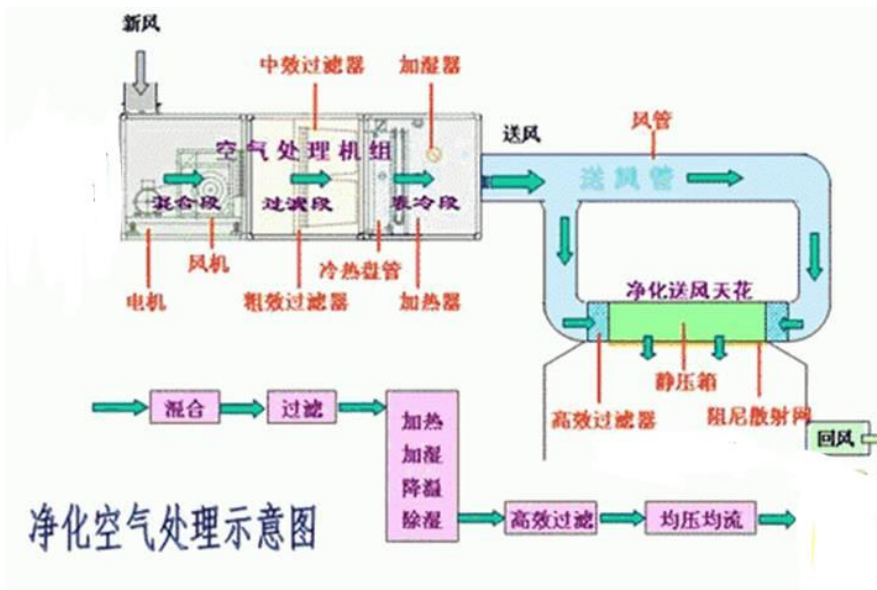 新风
中效过滤器
加湿器
空气处理机组
送风
风管
送风管
混合段
过滤段
表冷段
电机
风机
粗效过滤器
冷热盘管
加热器
净化送风天花
静压箱
高效过滤器
阻尼散射网
回风
混合
过滤
加热
加湿
降温
除湿
高效过滤
均压均流
净化空气处理示意图